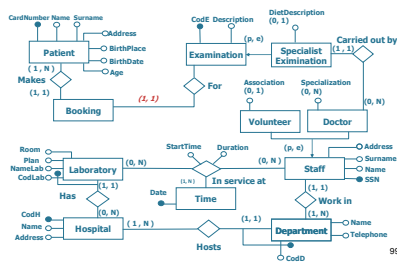 CardNumber Name Surname
Address
BirthPlace
BirthDate
Age
Patient
( 1 , N )
Makes
(1, 1)
Booking
(1, 1)
For
CodE Description
(p, e)
Examination
DietDescription
(0, 1)
Specialist
Eximination
( 1, 1)
Carried out by
(0, N)
Association
(0, 1)
Specialization
(0, N)
Volunteer
Doctor
(p, e)
Address
Surname
Name
SSN
Staff
(0, N)
StartTime
Duration
In service at
(1, N)
Date
Time
Room
Plan
NameLab
CodLab
Laboratory
(0, N)
(1, 1)
Has
(0, N)
CodH
Name
Address
Hospital
( 1 , N )
Hosts
(1, 1)
(1, 1)
Work in
(1, N)
Department
Name
Telephone
CodD
99